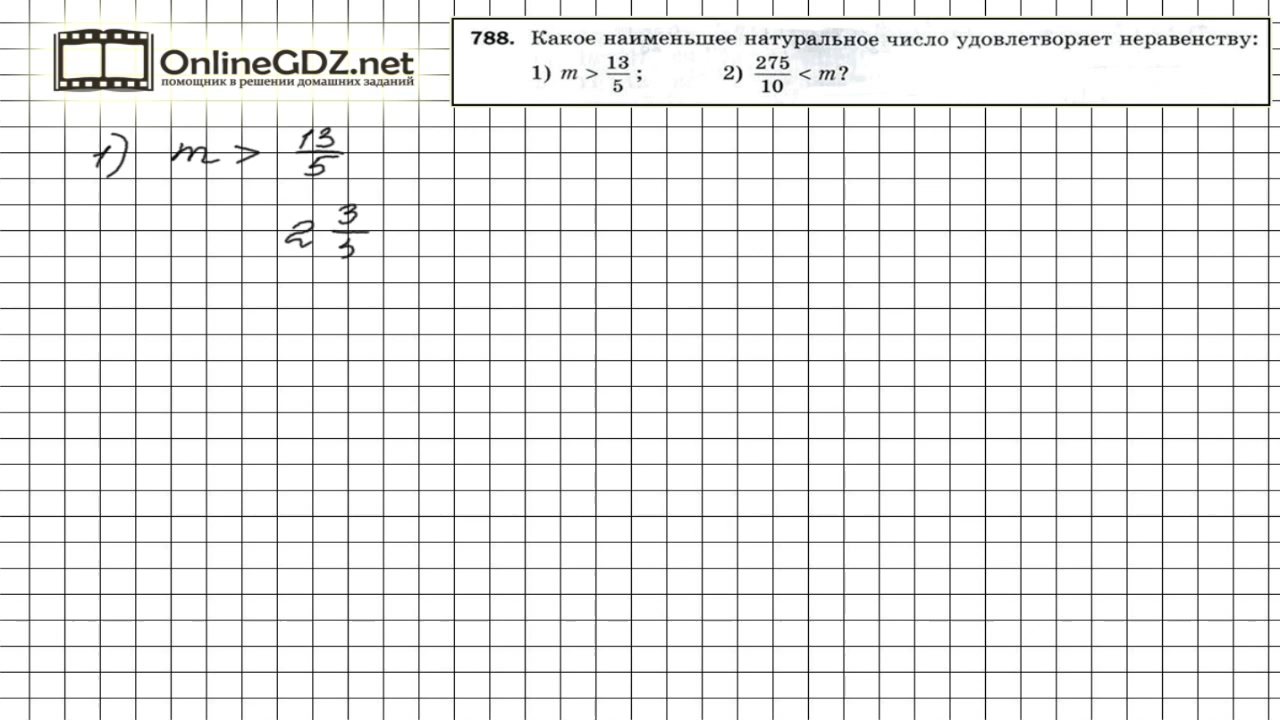 OnlineGDZ.net
помощник в решении домашних заданий
788. Какое наименьшее натуральное число удовлетворяет неравенству:
1) m > 13/5 ; 2) 275/10 < m?
1) m > 13/5
2 3/5